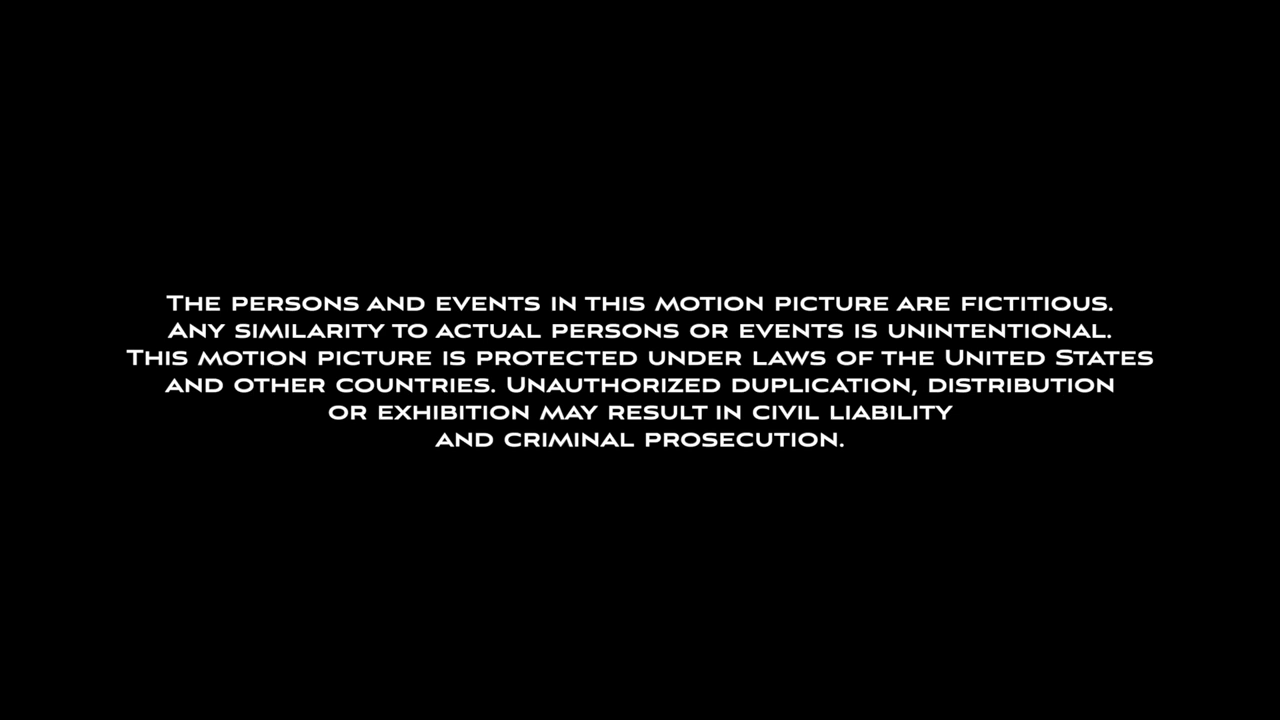 The persons and events in this motion picture are fictitious.
Any similarity to actual persons or events is unintentional.
This motion picture is protected under laws of the United States
and other countries. Unauthorized duplication, distribution
or exhibition may result in civil liability
and criminal prosecution.